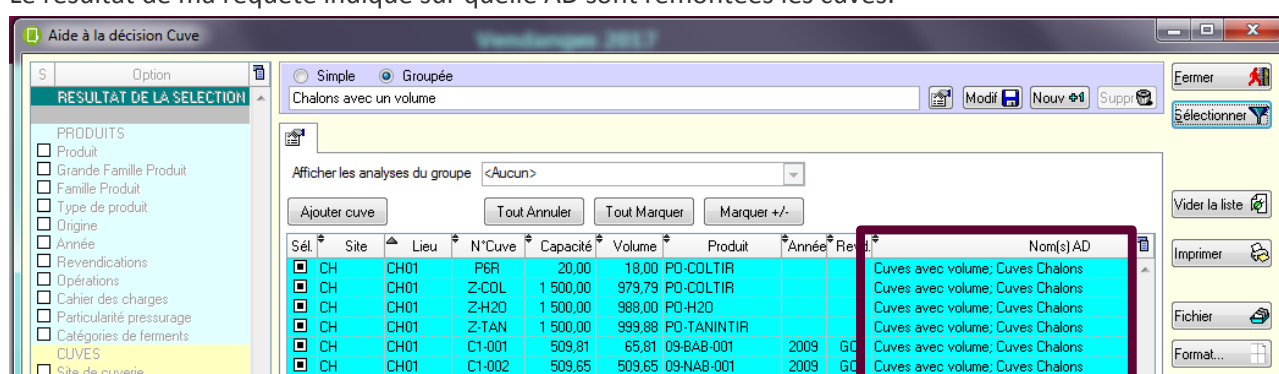 Le résultat de ma requête indique sur quelle AD sont remontées les cuves.
Aide à la décision Cuve
Vendanges 2017
S Option
RESULTAT DE LA SELECTION
PRODUITS
Produit
Grande Famille Produit
Famille Produit
Type de produit
Origine
Année
Revendications
Opérations
Cahier des charges
Particularité pressurage
Catégories de ferments
CUVES
Site de cuverie
Simple Groupée
Chalons avec un volume
Modif Nouv Suppr
Afficher les analyses du groupe <Aucun>
Ajouter cuve Tout Annuler Tout Marquer Marquer +/-
Sél. Site Lieu N°Cuve Capacité Volume Produit Année Revd. Nom(s) AD
CH CH01 P6R 20,00 18,00 PO-COLTIR Cuves avec volume; Cuves Chalons
CH CH01 Z-COL 1 500,00 979,79 PO-COLTIR Cuves avec volume; Cuves Chalons
CH CH01 Z-H2O 1 500,00 988,00 PO-H2O Cuves avec volume; Cuves Chalons
CH CH01 Z-TAN 1 500,00 999,88 PO-TANINTIR Cuves avec volume; Cuves Chalons
CH CH01 C1-001 509,81 65,81 09-BAB-001 2009 GC Cuves avec volume; Cuves Chalons
CH CH01 C1-002 509,65 509,65 09-NAB-001 2009 GC Cuves avec volume; Cuves Chalons
Fermer
Sélectionner
Vider la liste
Imprimer
Fichier
Format...